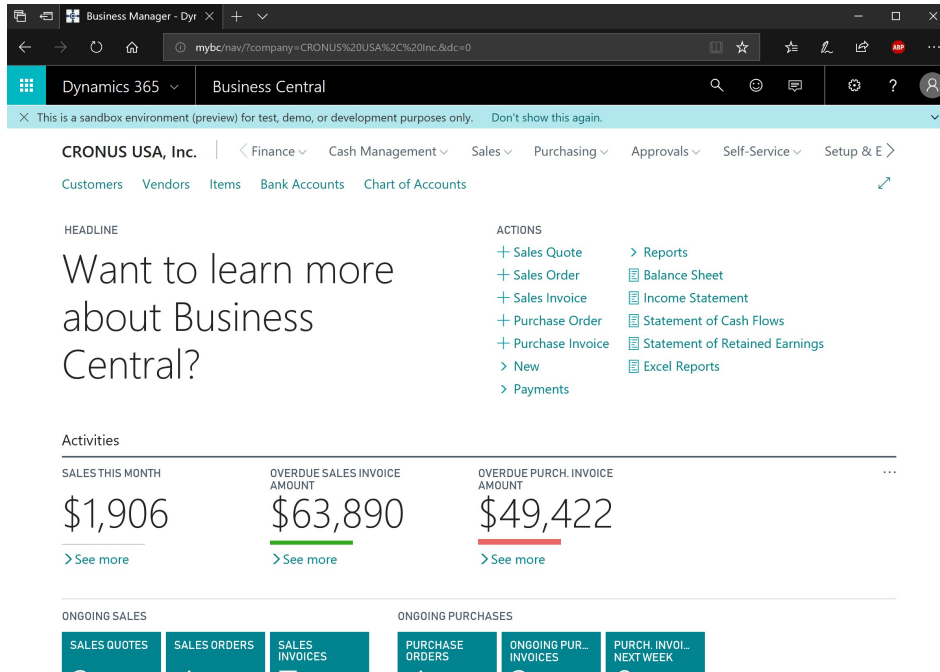 Business Manager - Dyr
mybc/nav/?company=CRONUS%20USA%2C%20Inc.&dc=0
ABP
Dynamics 365
Business Central
?
This is a sandbox environment (preview) for test, demo, or development purposes only. Don't show this again.
CRONUS USA, Inc.
Finance
Cash Management
Sales
Purchasing
Approvals
Self-Service
Setup & E
Customers
Vendors
Items
Bank Accounts
Chart of Accounts
HEADLINE
Want to learn more
about Business
Central?
ACTIONS
+ Sales Quote
+ Sales Order
+ Sales Invoice
+ Purchase Order
+ Purchase Invoice
> New
> Payments
> Reports
Balance Sheet
Income Statement
Statement of Cash Flows
Statement of Retained Earnings
Excel Reports
Activities
SALES THIS MONTH
$1,906
> See more
OVERDUE SALES INVOICE
AMOUNT
$63,890
> See more
OVERDUE PURCH. INVOICE
AMOUNT
$49,422
> See more
ONGOING SALES
SALES QUOTES
SALES ORDERS
SALES
INVOICES
ONGOING PURCHASES
PURCHASE
ORDERS
ONGOING PUR...
INVOICES
PURCH. INVOI...
NEXT WEEK